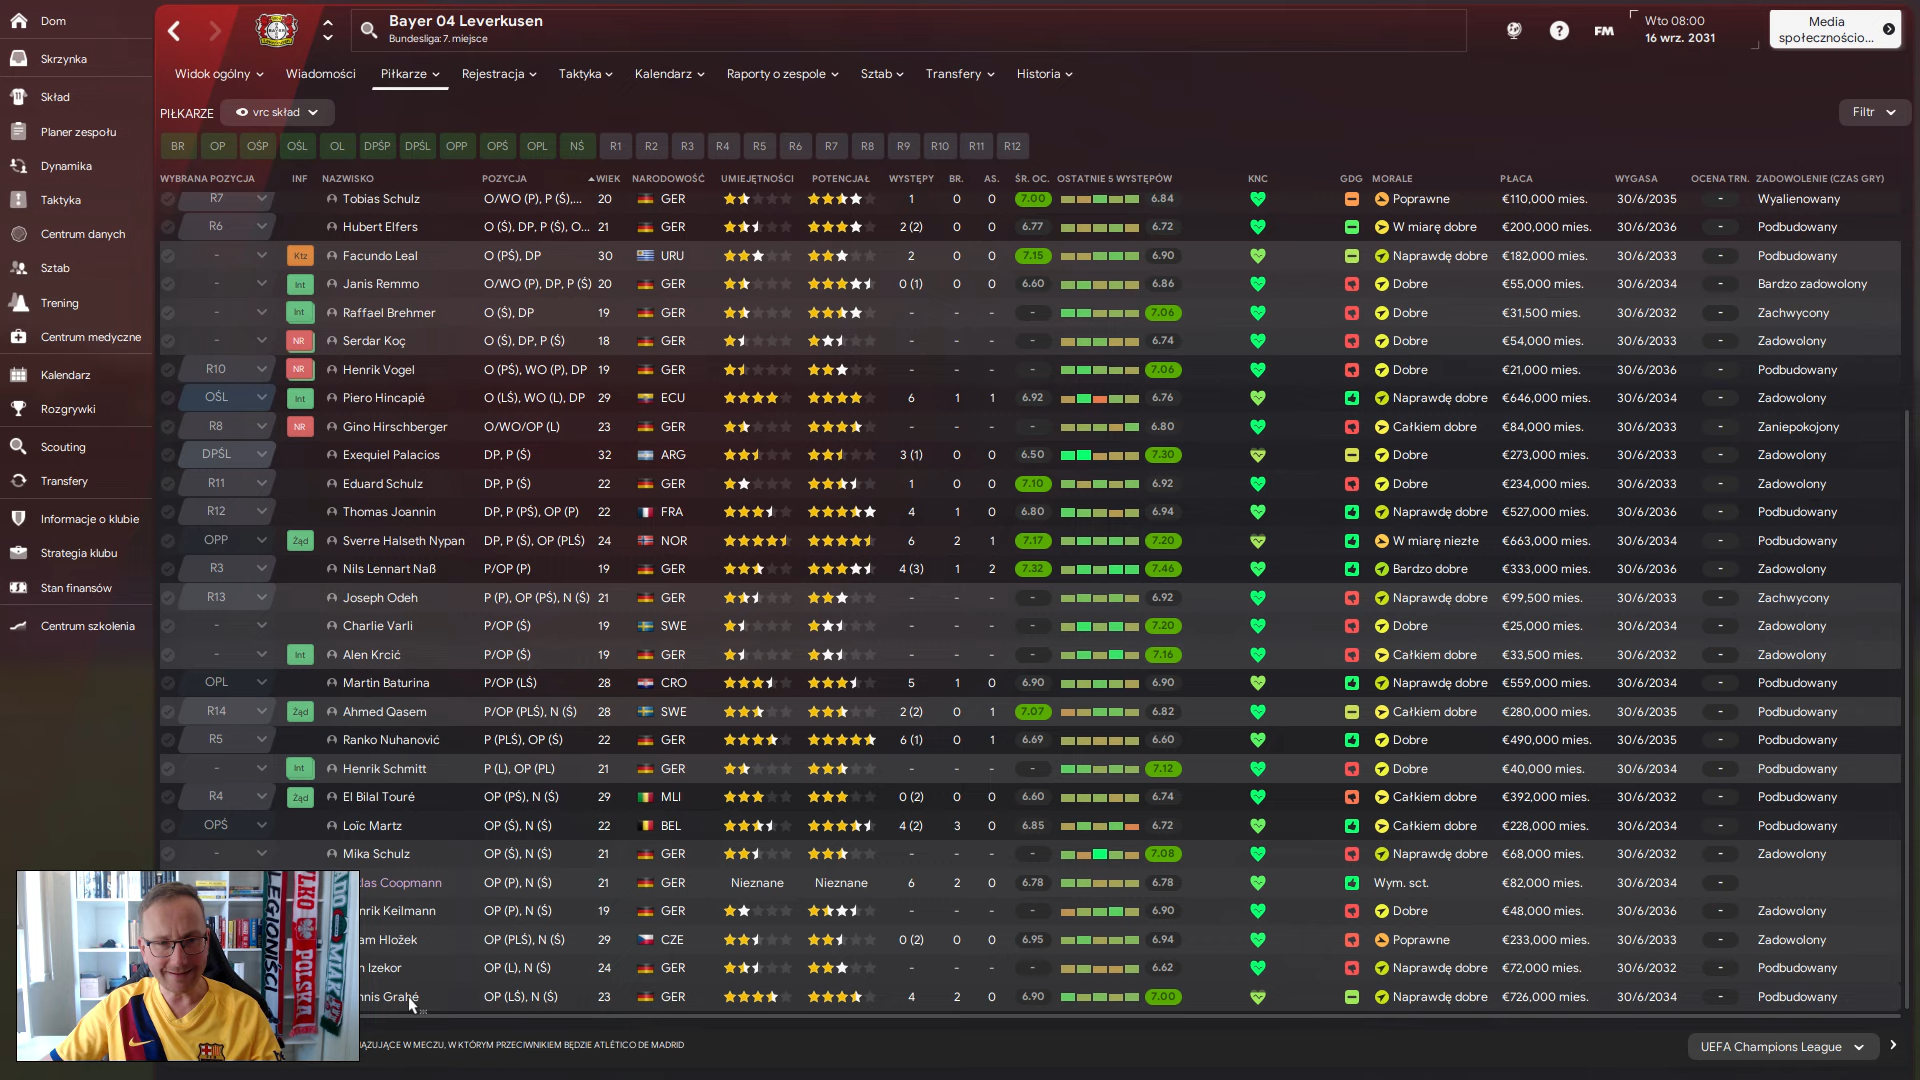 Dom
Skrzynka
Skład
Planer zespołu
Dynamika
Taktyka
Centrum danych
Sztab
Trening
Centrum medyczne
Kalendarz
Rozgrywki
Scouting
Transfery
Informacje o klubie
Strategia klubu
Stan finansów
Centrum szkolenia
Bayer 04 Leverkusen
Bundesliga: 7. miejsce
FM
Wto 08:00
16 wrz. 2031
Media
społecznościo...
Widok ogólny Wiadomości Piłkarze Rejestracja Taktyka Kalendarz Raporty o zespole Sztab Transfery Historia
PIŁKARZE vrc skład Filtr
BR OP OŚP OŚL OL DPŚP DPŚL OPP OPŚ OPL NŚ R1 R2 R3 R4 R5 R6 R7 R8 R9 R10 R11 R12
WYBRANA POZYCJA INF NAZWISKO POZYCJA WIEK NARODOWOŚĆ UMIEJĘTNOŚCI POTENCJAŁ WYSTĘPY BR. AS. ŚR. OC. OSTATNIE 5 WYSTĘPÓW KNC GDG MORALE PŁACA WYGASA OCENA TRN. ZADOWOLENIE (CZAS GRY)
R7 Tobias Schulz O/WO (P), P (Ś),... 20 GER 1 0 0 7.00 6.84 Poprawne €110,000 mies. 30/6/2035 - Wyalienowany
R6 Hubert Elfers O (Ś), DP, P (Ś), O... 21 GER 2 (2) 0 0 6.77 6.72 W miarę dobre €200,000 mies. 30/6/2036 - Podbudowany
- Ktz Facundo Leal O (PŚ), DP 30 URU 2 0 0 7.15 6.90 Naprawdę dobre €182,000 mies. 30/6/2033 - Podbudowany
- Int Janis Remmo O/WO (P), DP, P (Ś) 20 GER 0 (1) 0 0 6.60 6.86 Dobre €55,000 mies. 30/6/2034 - Bardzo zadowolony
- Int Raffael Brehmer O (Ś), DP 19 GER - - - - 7.06 Dobre €31,500 mies. 30/6/2032 - Zachwycony
- NR Serdar Koç O (Ś), DP, P (Ś) 18 GER - - - - 6.74 Dobre €54,000 mies. 30/6/2033 - Zadowolony
R10 NR Henrik Vogel O (PŚ), WO (P), DP 19 GER - - - - 7.06 Dobre €21,000 mies. 30/6/2036 - Podbudowany
OŚL Int Piero Hincapié O (LŚ), WO (L), DP 29 ECU 6 1 1 6.92 6.76 Naprawdę dobre €646,000 mies. 30/6/2034 - Zadowolony
R8 NR Gino Hirschberger O/WO/OP (L) 23 GER - - - - 6.80 Całkiem dobre €84,000 mies. 30/6/2033 - Zaniepokojony
DPŚL Exequiel Palacios DP, P (Ś) 32 ARG 3 (1) 0 0 6.50 7.30 Dobre €273,000 mies. 30/6/2033 - Zadowolony
R11 Eduard Schulz DP, P (Ś) 22 GER 1 0 0 7.10 6.92 Dobre €234,000 mies. 30/6/2033 - Zadowolony
R12 Thomas Joannin DP, P (PŚ), OP (P) 22 FRA 4 1 0 6.80 6.94 Naprawdę dobre €527,000 mies. 30/6/2036 - Podbudowany
OPP Żąd Sverre Halseth Nypan DP, P (Ś), OP (PLŚ) 24 NOR 6 2 1 7.17 7.20 W miarę niezłe €663,000 mies. 30/6/2034 - Podbudowany
R3 Nils Lennart Naß P/OP (P) 19 GER 4 (3) 1 2 7.32 7.46 Bardzo dobre €333,000 mies. 30/6/2036 - Podbudowany
R13 Joseph Odeh P (P), OP (PŚ), N (Ś) 21 GER - - - - 6.92 Naprawdę dobre €99,500 mies. 30/6/2033 - Zachwycony
- Charlie Varli P/OP (Ś) 19 SWE - - - - 7.20 Dobre €25,000 mies. 30/6/2034 - Zadowolony
- Int Alen Krcić P/OP (Ś) 19 GER - - - - 7.16 Całkiem dobre €33,500 mies. 30/6/2032 - Zadowolony
OPL Martin Baturina P/OP (LŚ) 28 CRO 5 1 0 6.90 6.90 Naprawdę dobre €559,000 mies. 30/6/2034 - Podbudowany
R14 Żąd Ahmed Qasem P/OP (PLŚ), N (Ś) 28 SWE 2 (2) 0 1 7.07 6.82 Całkiem dobre €280,000 mies. 30/6/2035 - Podbudowany
R5 Ranko Nuhanović P (PLŚ), OP (Ś) 22 GER 6 (1) 0 1 6.69 6.60 Dobre €490,000 mies. 30/6/2035 - Podbudowany
- Int Henrik Schmitt P (L), OP (PL) 21 GER - - - - 7.12 Dobre €40,000 mies. 30/6/2034 - Podbudowany
R4 Żąd El Bilal Touré OP (PŚ), N (Ś) 29 MLI 0 (2) 0 0 6.60 6.74 Całkiem dobre €392,000 mies. 30/6/2032 - Podbudowany
OPŚ Loïc Martz OP (Ś), N (Ś) 22 BEL 4 (2) 3 0 6.85 6.72 Całkiem dobre €228,000 mies. 30/6/2034 - Podbudowany
- Mika Schulz OP (Ś), N (Ś) 21 GER - - - - 7.08 Naprawdę dobre €68,000 mies. 30/6/2032 - Podbudowany
las Coopmann OP (P), N (Ś) 21 GER Nieznane Nieznane 6 2 0 6.78 6.78 Wym. sct. €82,000 mies. 30/6/2034 -
nrik Keilmann OP (P), N (Ś) 19 GER - - - - 6.90 Dobre €48,000 mies. 30/6/2036 - Zadowolony
am Hložek OP (PLŚ), N (Ś) 29 CZE 0 (2) 0 0 6.95 6.94 Poprawne €233,000 mies. 30/6/2033 - Zadowolony
n Izekor OP (L), N (Ś) 24 GER - - - - 6.62 Naprawdę dobre €72,000 mies. 30/6/2032 - Zadowolony
nnis Grahé OP (LŚ), N (Ś) 23 GER 4 2 0 6.90 7.00 Naprawdę dobre €726,000 mies. 30/6/2034 - Podbudowany
LEGIONIŚCI
POLSKA
IĄZUJĄCE W MECZU, W KTÓRYM PRZECIWNIKIEM BĘDZIE ATLÉTICO DE MADRID
UEFA Champions League